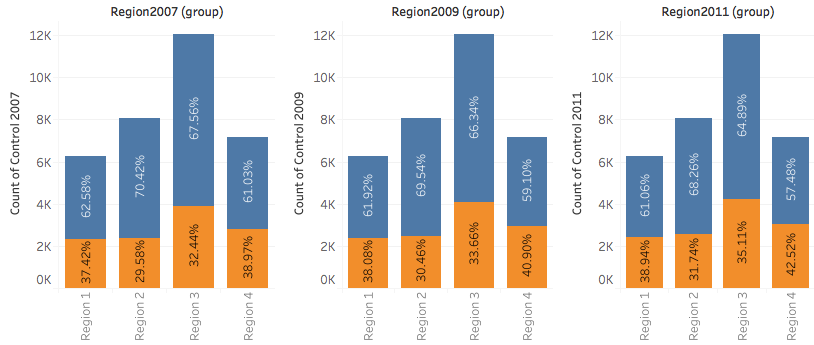 Region2007 (group)
Count of Control 2007
12K
10K
8K
6K
4K
2K
0K
62.58%
37.42%
70.42%
29.58%
67.56%
32.44%
61.03%
38.97%
Region 1
Region 2
Region 3
Region 4
Region2009 (group)
Count of Control 2009
12K
10K
8K
6K
4K
2K
0K
61.92%
38.08%
69.54%
30.46%
66.34%
33.66%
59.10%
40.90%
Region 1
Region 2
Region 3
Region 4
Region2011 (group)
Count of Control 2011
12K
10K
8K
6K
4K
2K
0K
61.06%
38.94%
68.26%
31.74%
64.89%
35.11%
57.48%
42.52%
Region 1
Region 2
Region 3
Region 4